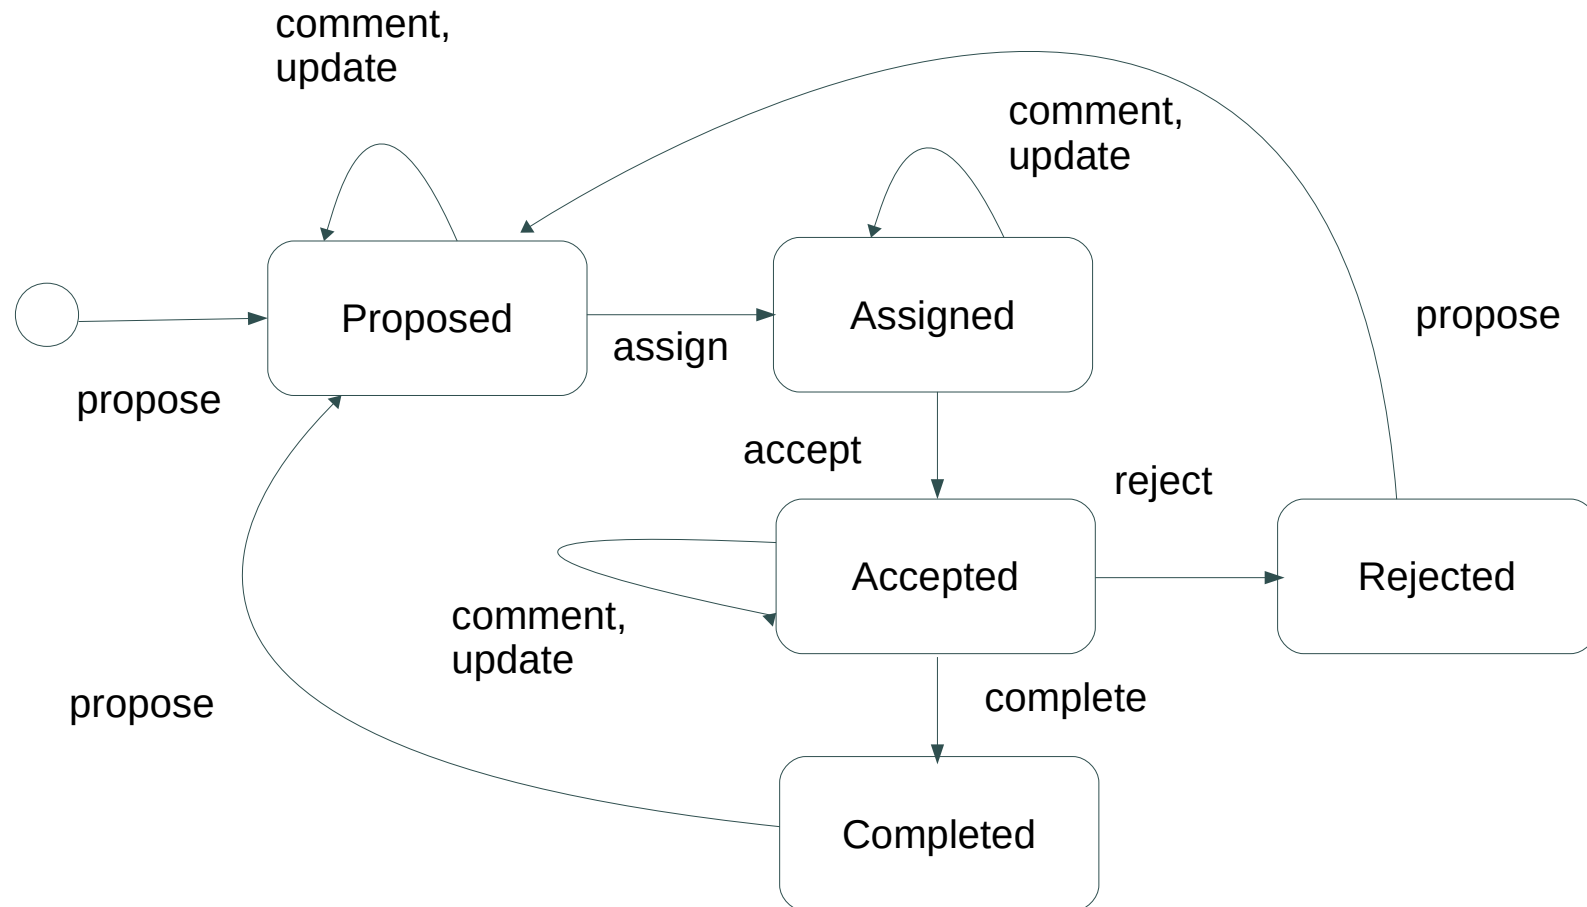 comment,
update
comment,
update
Proposed
Assigned
propose
assign
propose
accept
reject
Accepted
Rejected
comment,
update
propose
complete
Completed